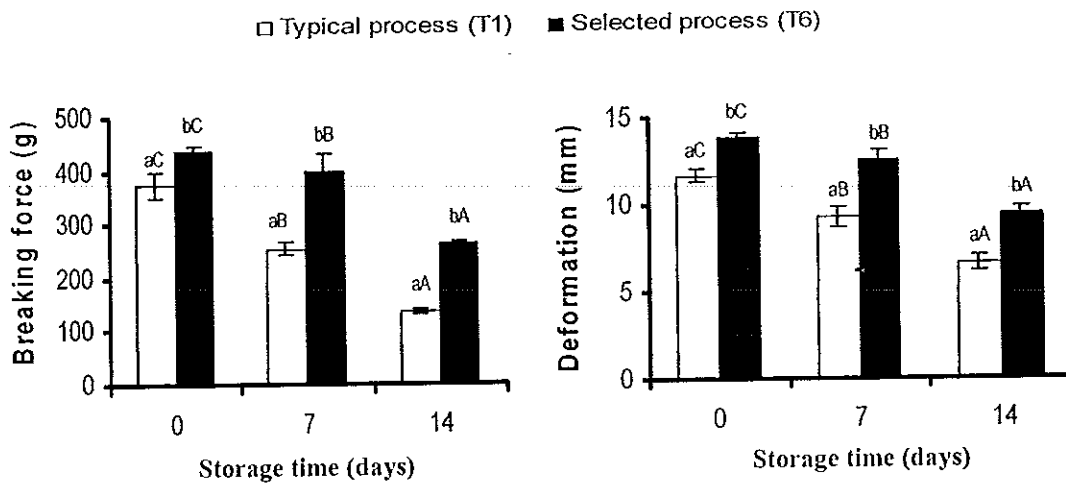 Typical process (T1) Selected process (T6)
Breaking force (g)
500
400
300
200
100
0
aC bC
aB bB
aA bA
0 7 14
Storage time (days)
Deformation (mm)
15
10
5
0
aC bC
aB bB
aA bA
0 7 14
Storage time (days)